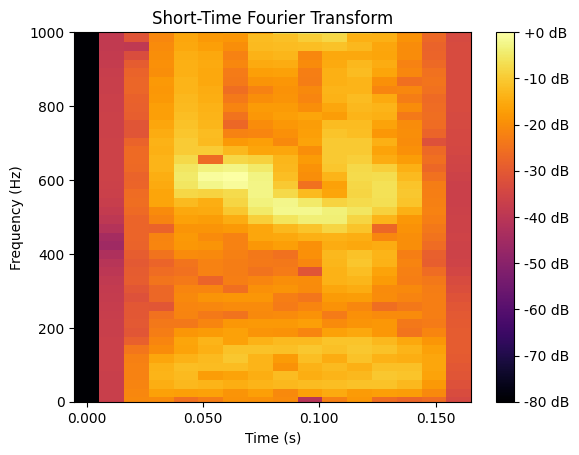 Short-Time Fourier Transform
1000
800
600
400
200
0
Frequency (Hz)
0.000
0.050
0.100
0.150
Time (s)
+0 dB
-10 dB
-20 dB
-30 dB
-40 dB
-50 dB
-60 dB
-70 dB
-80 dB